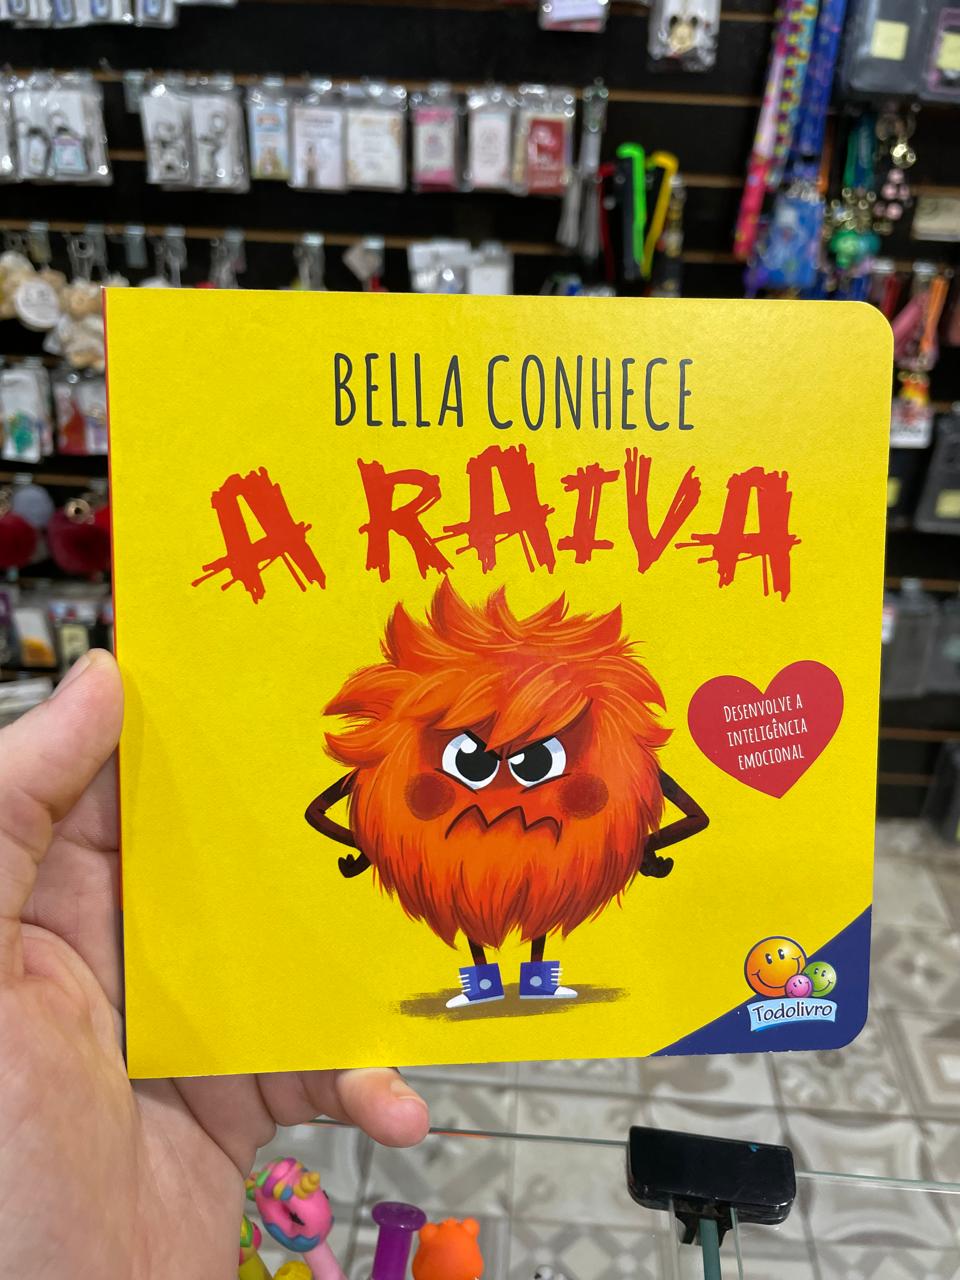 BELLA CONHECE
A RAIVA
DESENVOLVE A
INTELIGÊNCIA
EMOCIONAL
Todolivro